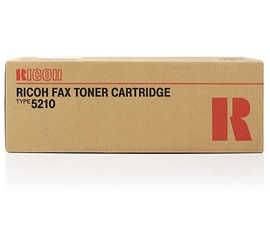 RICOH
RICOH FAX TONER CARTRIDGE
TYPE 5210
R